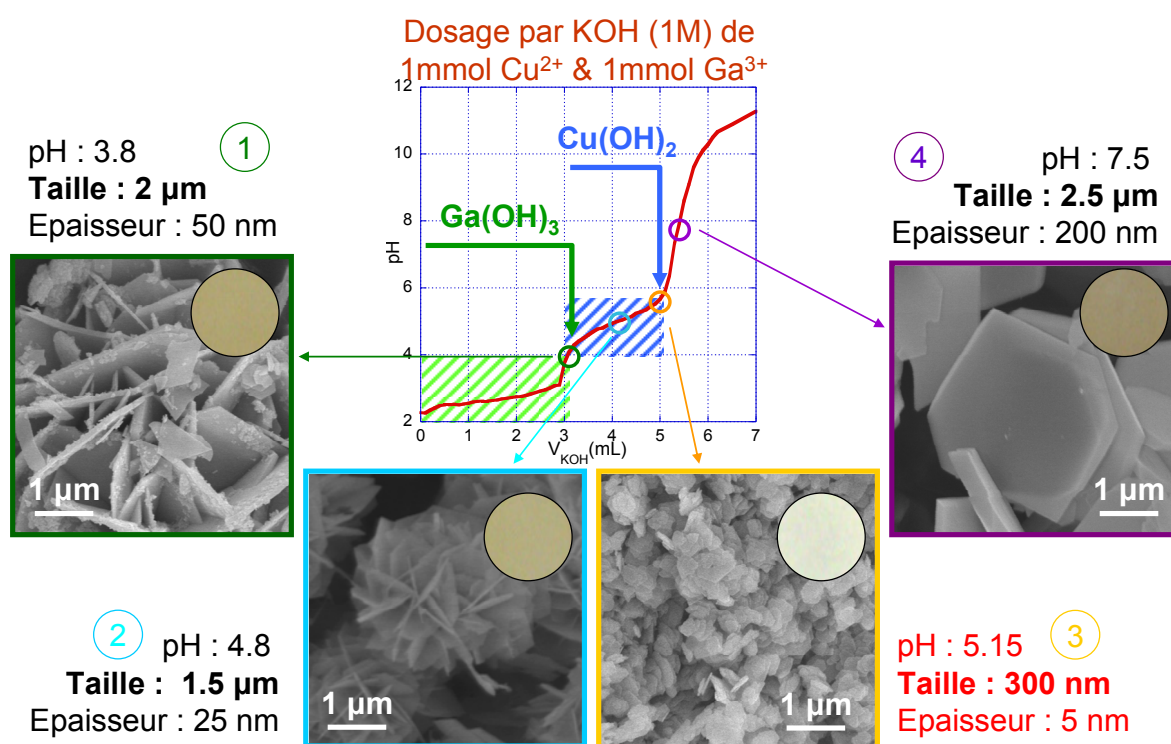 Dosage par KOH (1M) de
1mmol Cu²⁺ & 1mmol Ga³⁺
12
10
8
6
4
2
pH
0 1 2 3 4 5 6 7
V_KOH(mL)
Cu(OH)₂
Ga(OH)₃
1
pH : 3.8
Taille : 2 µm
Epaisseur : 50 nm
1 µm
4
pH : 7.5
Taille : 2.5 µm
Epaisseur : 200 nm
1 µm
2
pH : 4.8
Taille : 1.5 µm
Epaisseur : 25 nm
1 µm
3
pH : 5.15
Taille : 300 nm
Epaisseur : 5 nm
1 µm